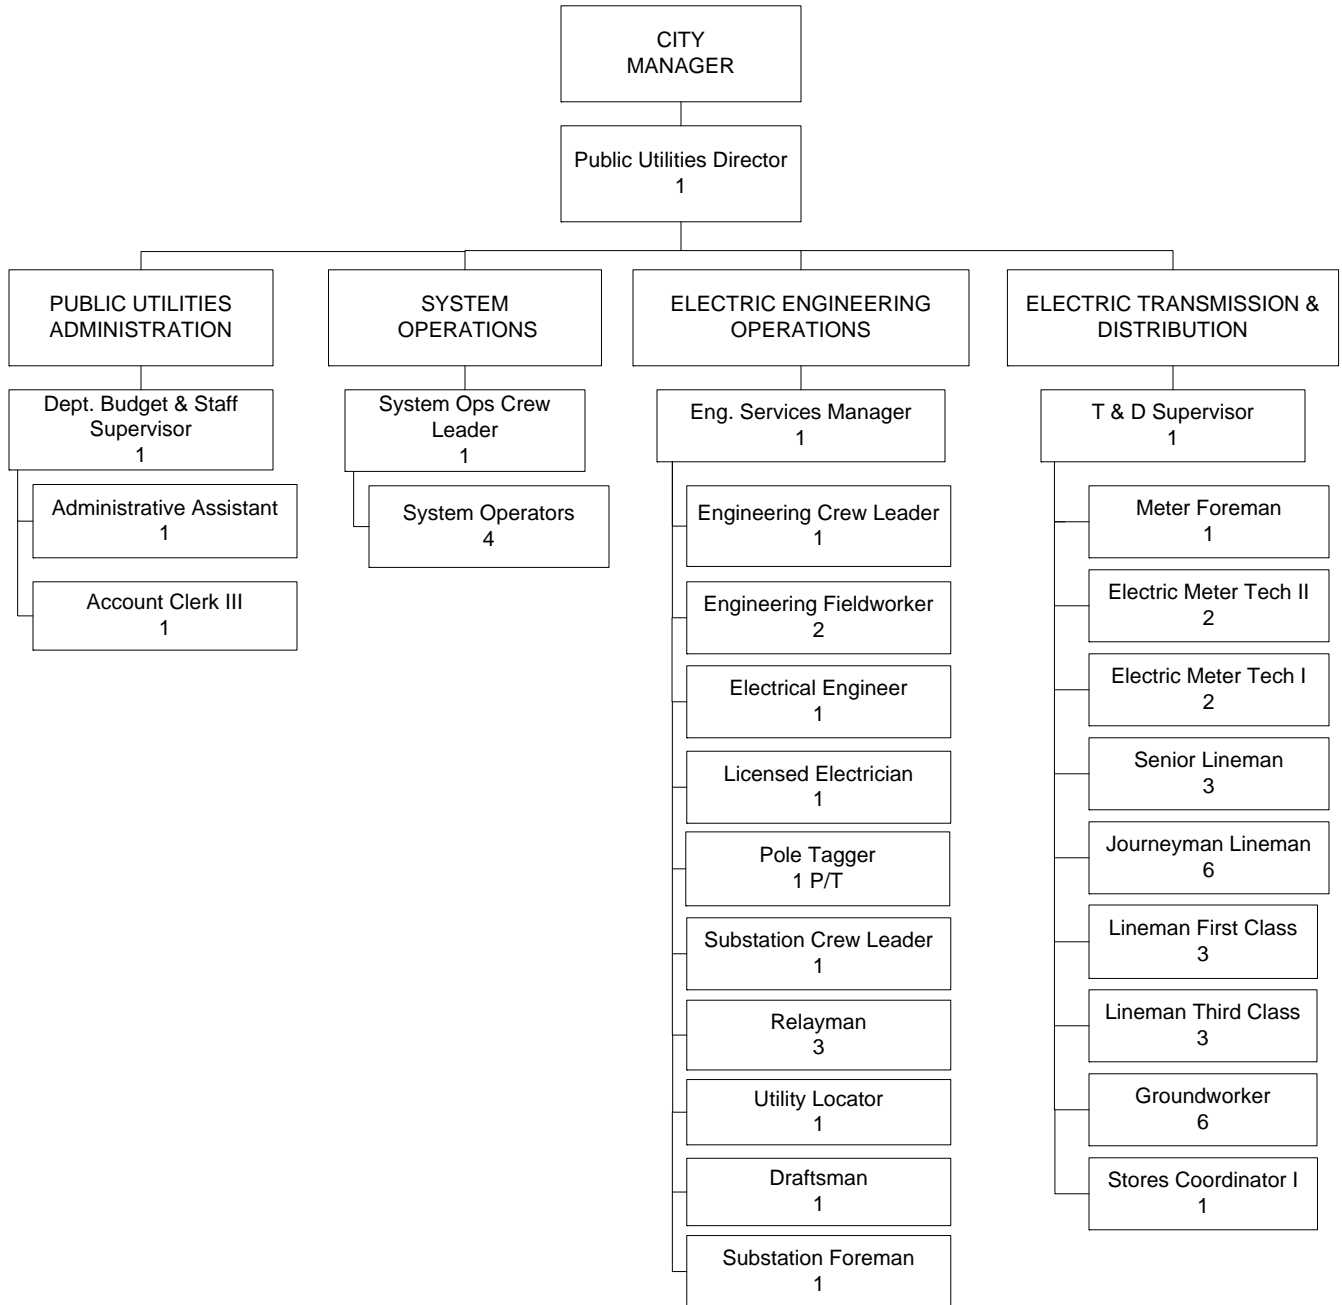 CITY
MANAGER
Public Utilities Director
1
PUBLIC UTILITIES
ADMINISTRATION
Dept. Budget & Staff
Supervisor
1
Administrative Assistant
1
Account Clerk III
1
SYSTEM
OPERATIONS
System Ops Crew
Leader
1
System Operators
4
ELECTRIC ENGINEERING
OPERATIONS
Eng. Services Manager
1
Engineering Crew Leader
1
Engineering Fieldworker
2
Electrical Engineer
1
Licensed Electrician
1
Pole Tagger
1 P/T
Substation Crew Leader
1
Relayman
3
Utility Locator
1
Draftsman
1
Substation Foreman
1
ELECTRIC TRANSMISSION &
DISTRIBUTION
T & D Supervisor
1
Meter Foreman
1
Electric Meter Tech II
2
Electric Meter Tech I
2
Senior Lineman
3
Journeyman Lineman
6
Lineman First Class
3
Lineman Third Class
3
Groundworker
6
Stores Coordinator I
1